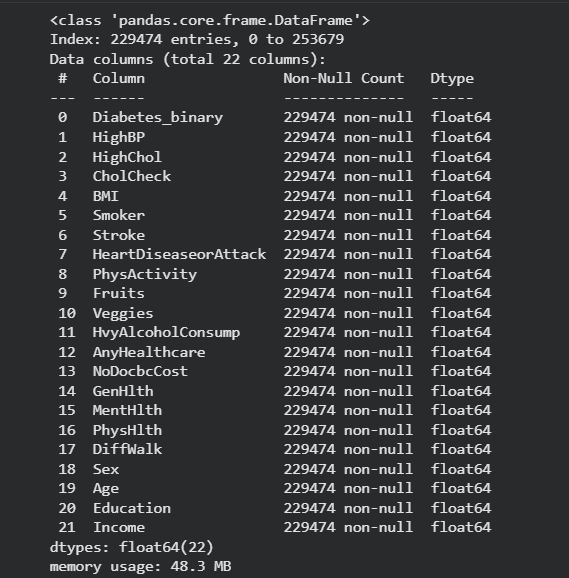 <class 'pandas.core.frame.DataFrame'>
Index: 229474 entries, 0 to 253679
Data columns (total 22 columns):
 #   Column                Non-Null Count   Dtype
---  ------                --------------   -----
 0   Diabetes_binary       229474 non-null  float64
 1   HighBP                229474 non-null  float64
 2   HighChol              229474 non-null  float64
 3   CholCheck             229474 non-null  float64
 4   BMI                   229474 non-null  float64
 5   Smoker                229474 non-null  float64
 6   Stroke                229474 non-null  float64
 7   HeartDiseaseorAttack  229474 non-null  float64
 8   PhysActivity          229474 non-null  float64
 9   Fruits                229474 non-null  float64
 10  Veggies               229474 non-null  float64
 11  HvyAlcoholConsump     229474 non-null  float64
 12  AnyHealthcare         229474 non-null  float64
 13  NoDocbcCost           229474 non-null  float64
 14  GenHlth               229474 non-null  float64
 15  MentHlth              229474 non-null  float64
 16  PhysHlth              229474 non-null  float64
 17  DiffWalk              229474 non-null  float64
 18  Sex                   229474 non-null  float64
 19  Age                   229474 non-null  float64
 20  Education             229474 non-null  float64
 21  Income                229474 non-null  float64
dtypes: float64(22)
memory usage: 48.3 MB